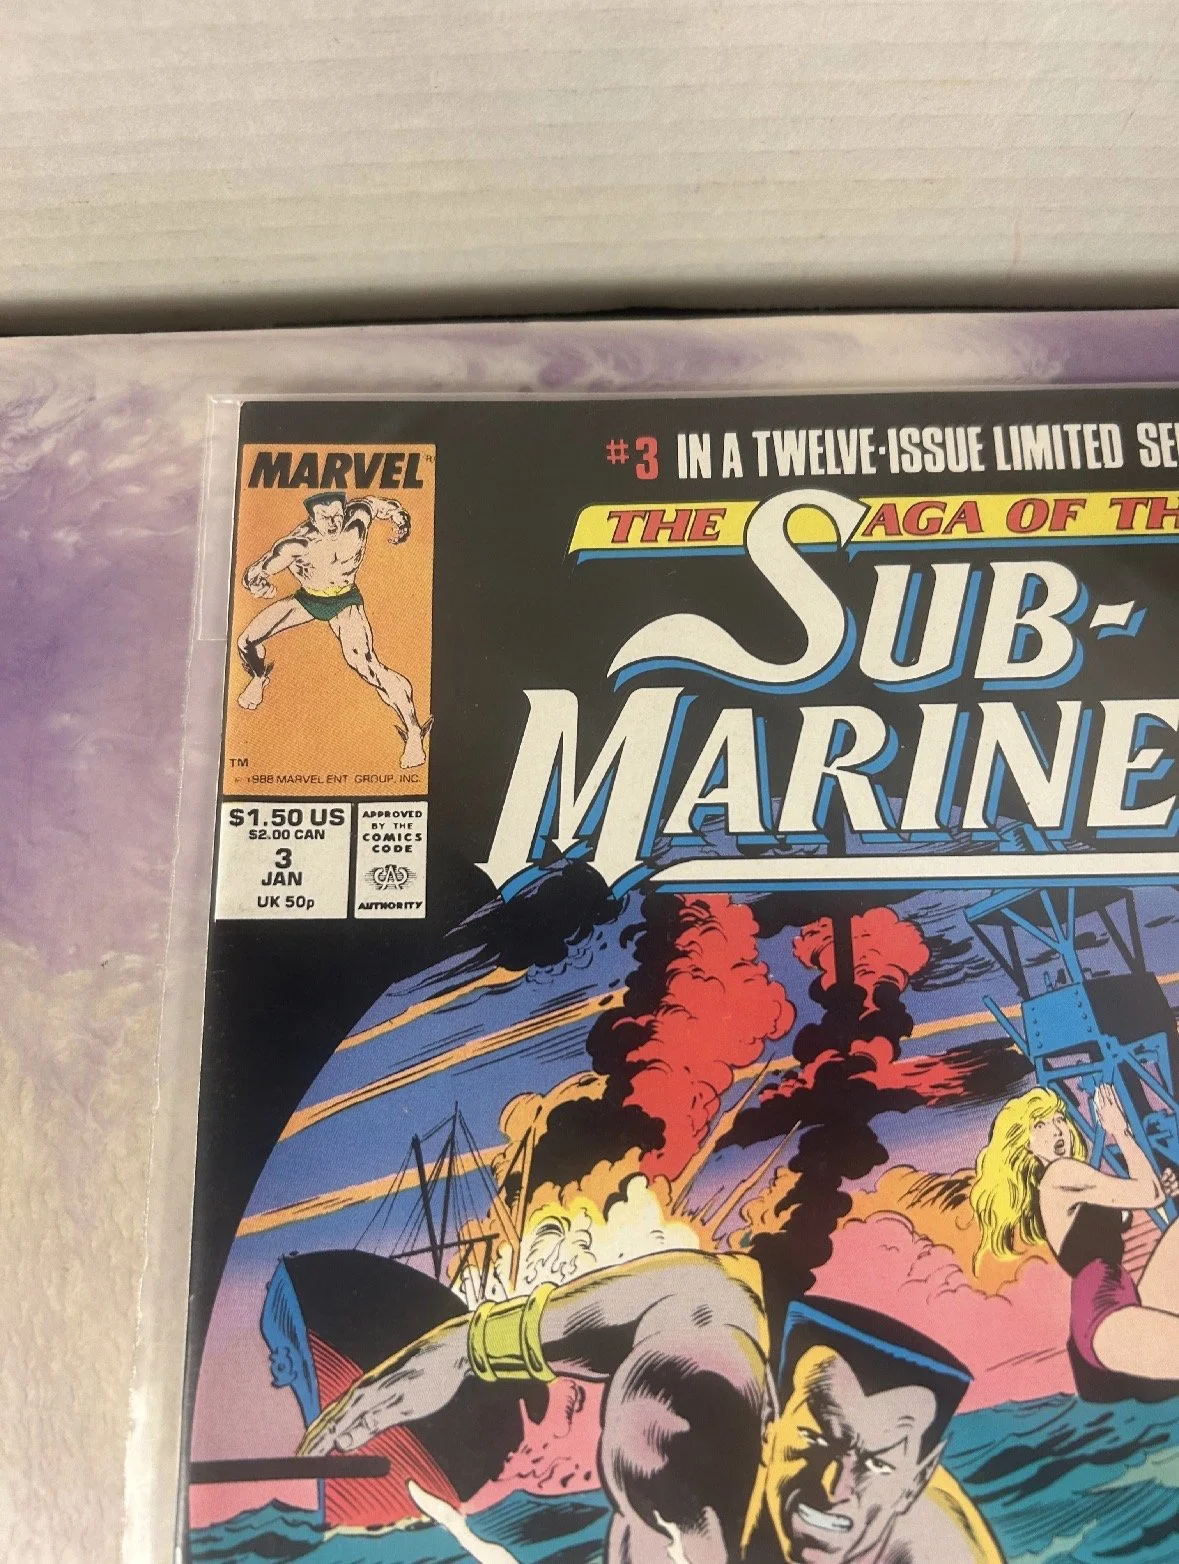 MARVEL
TM
© 1988 MARVEL ENT. GROUP, INC.
$1.50 US
$2.00 CAN
3
JAN
UK 50p
APPROVED
BY THE
COMICS
CODE
AUTHORITY
#3 IN A TWELVE-ISSUE LIMITED SE
THE SAGA OF TH
SUB-
MARINE